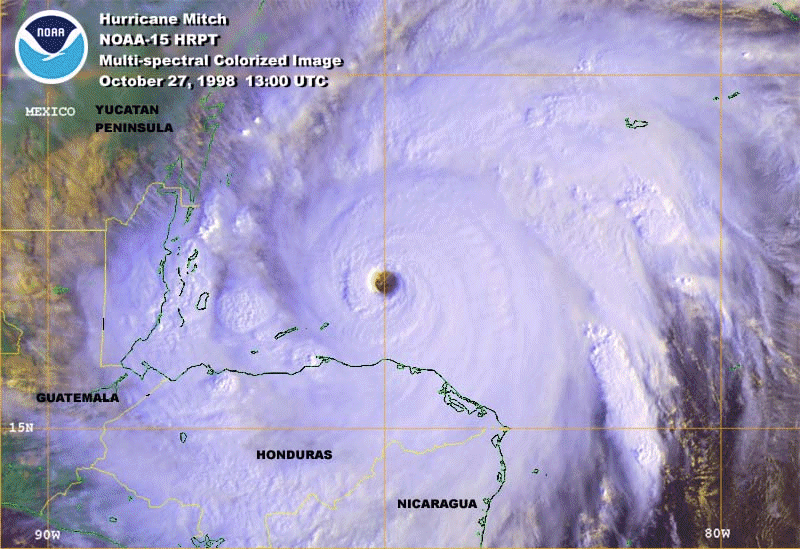 NOAA
Hurricane Mitch
NOAA-15 HRPT
Multi-spectral Colorized Image
October 27, 1998 13:00 UTC
MEXICO YUCATAN
PENINSULA
GUATEMALA
15N
HONDURAS
NICARAGUA
90W 80W